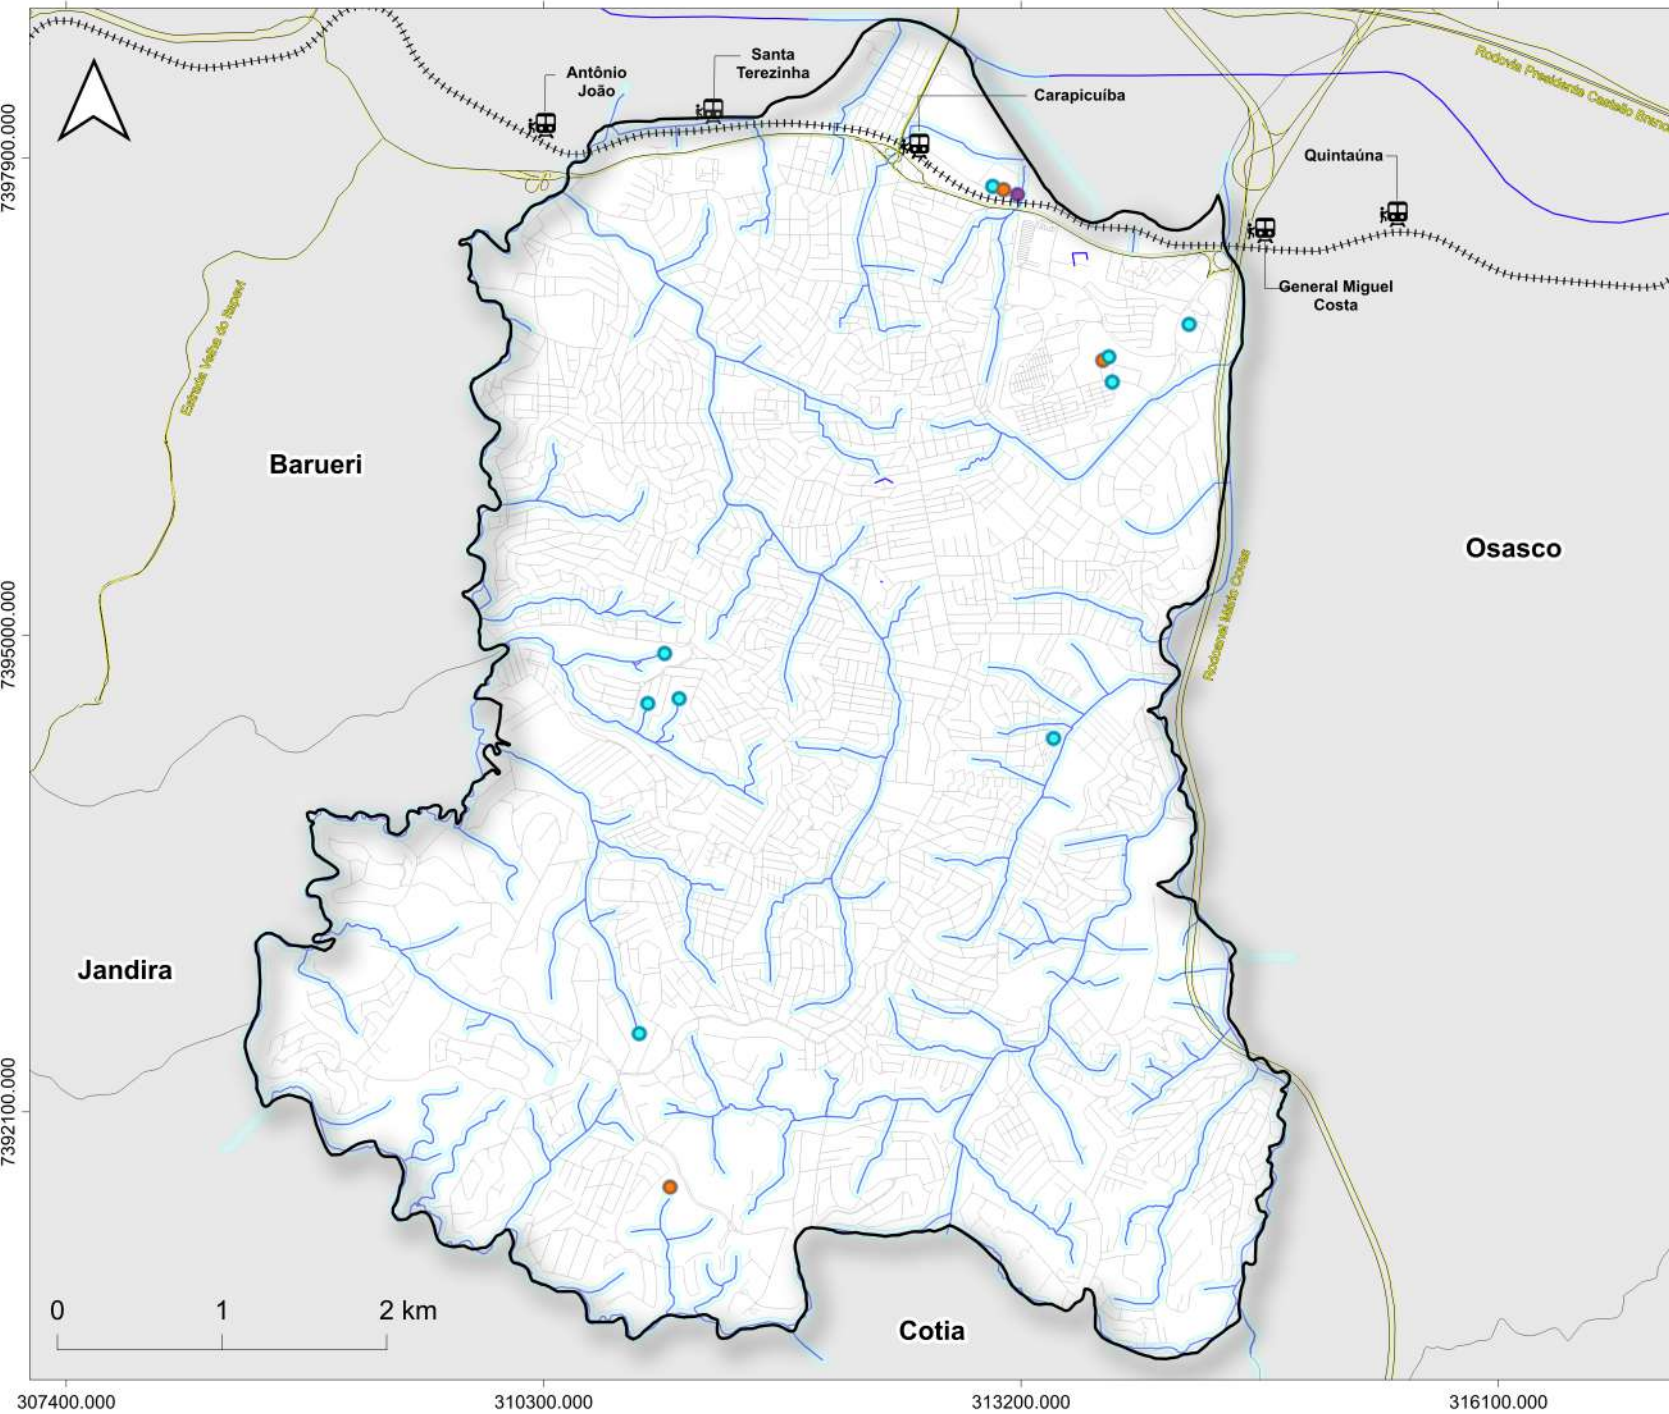 Rodovia Presidente Castello Branco
Santa
Terezinha
Antônio
João
Carapicuíba
7397900.000
Quintaúna
General Miguel
Costa
Estrada Velha do Itapevi
Barueri
Osasco
Rodoanel Mário Covas
7395000.000
Jandira
7392100.000
0 1 2 km
Cotia
307400.000 310300.000 313200.000 316100.000